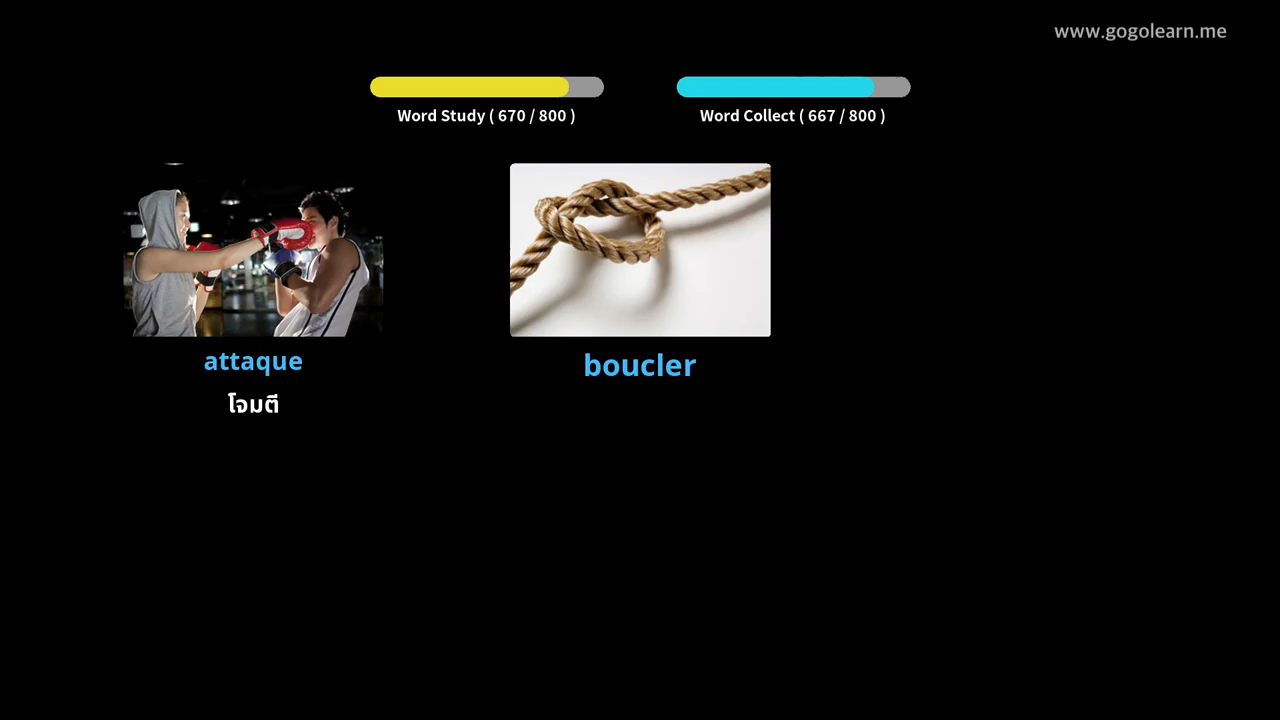 www.gogolearn.me
Word Study ( 670 / 800 )
Word Collect ( 667 / 800 )
attaque
โจมตี
boucler